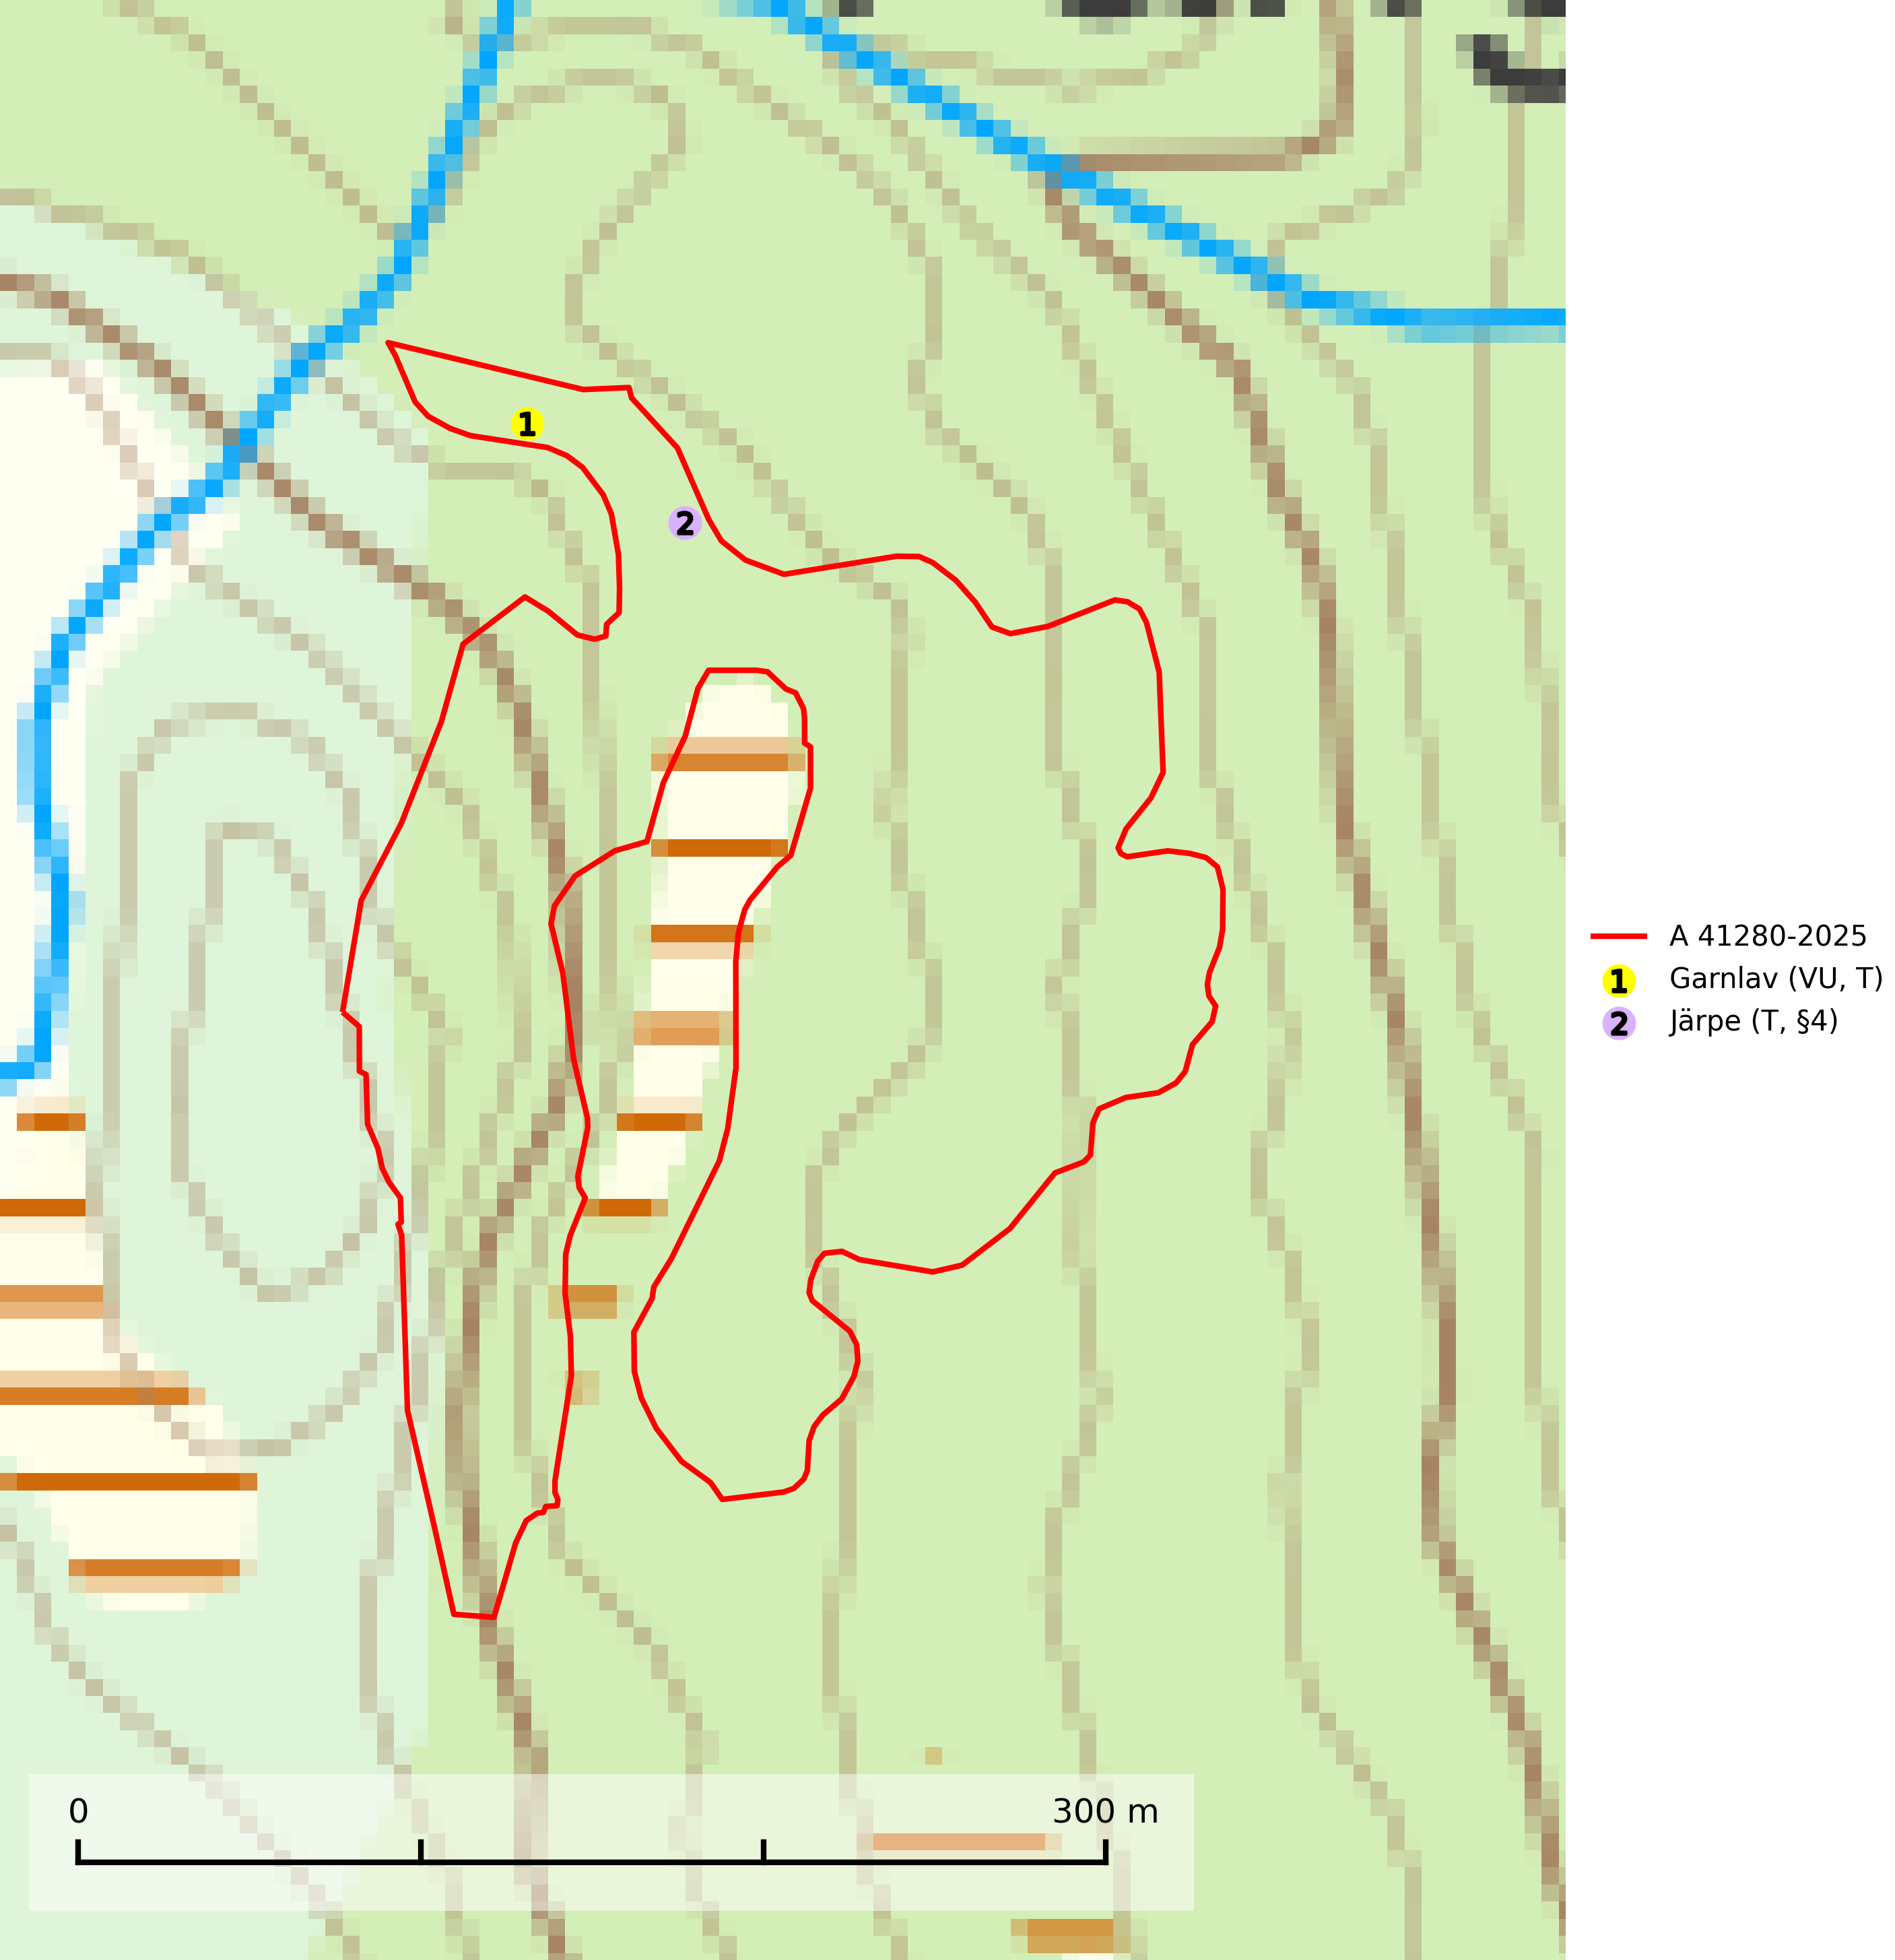 1
2
A 41280-2025
1 Garnlav (VU, T)
2 Järpe (T, §4)
0 300 m